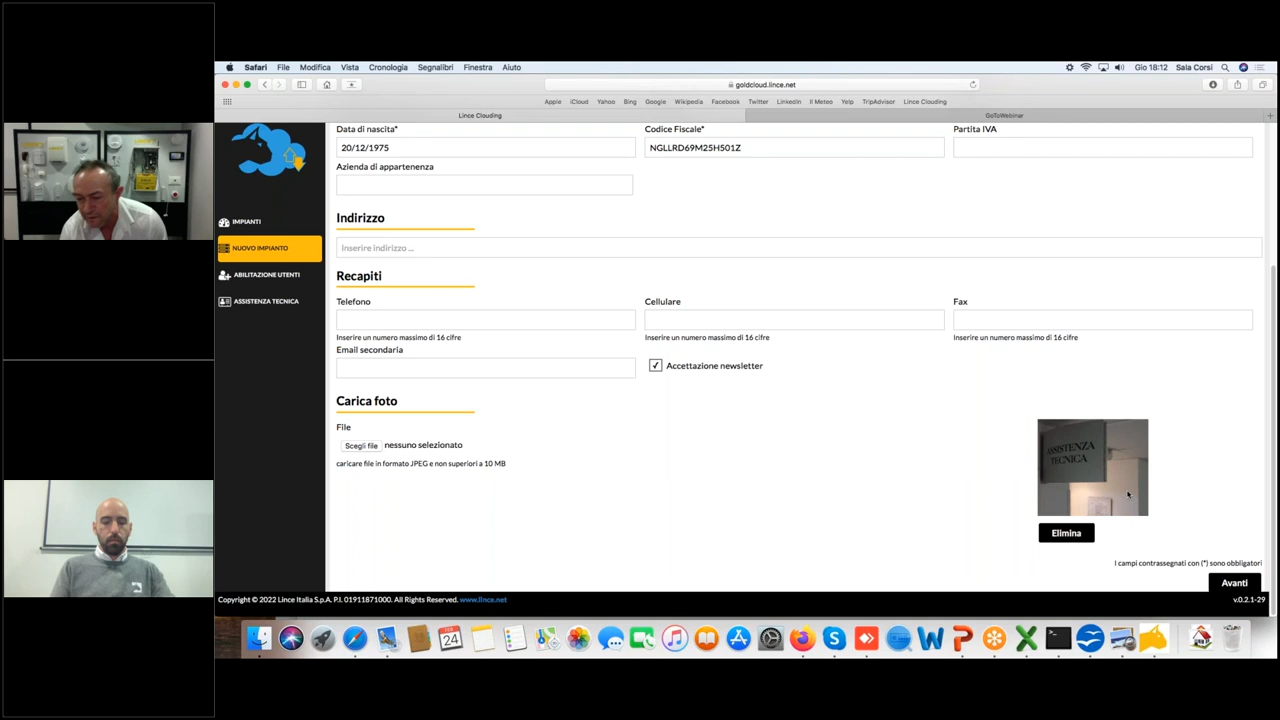 Safari File Modifica Vista Cronologia Segnalibri Finestra Aiuto
Gio 18:12 Sala Corsi
goldcloud.lince.net
Apple iCloud Yahoo Bing Google Wikipedia Facebook Twitter LinkedIn Il Meteo Yelp TripAdvisor Lince Clouding
Lince Clouding GoToWebinar
Data di nascita* Codice Fiscale* Partita IVA
20/12/1975 NGLLRD69M25H501Z
Azienda di appartenenza
IMPIANTI
NUOVO IMPIANTO
ABILITAZIONE UTENTI
ASSISTENZA TECNICA
Indirizzo
Inserire indirizzo ...
Recapiti
Telefono Cellulare Fax
Inserire un numero massimo di 16 cifre Inserire un numero massimo di 16 cifre Inserire un numero massimo di 16 cifre
Email secondaria
Accettazione newsletter
Carica foto
File
Scegli file nessuno selezionato
caricare file in formato JPEG e non superiori a 10 MB
ASSISTENZA
TECNICA
Elimina
I campi contrassegnati con (*) sono obbligatori
Avanti
Copyright © 2022 Lince Italia S.p.A. P.I. 01911871000. All Rights Reserved. www.lince.net v.0.2.1-29
24